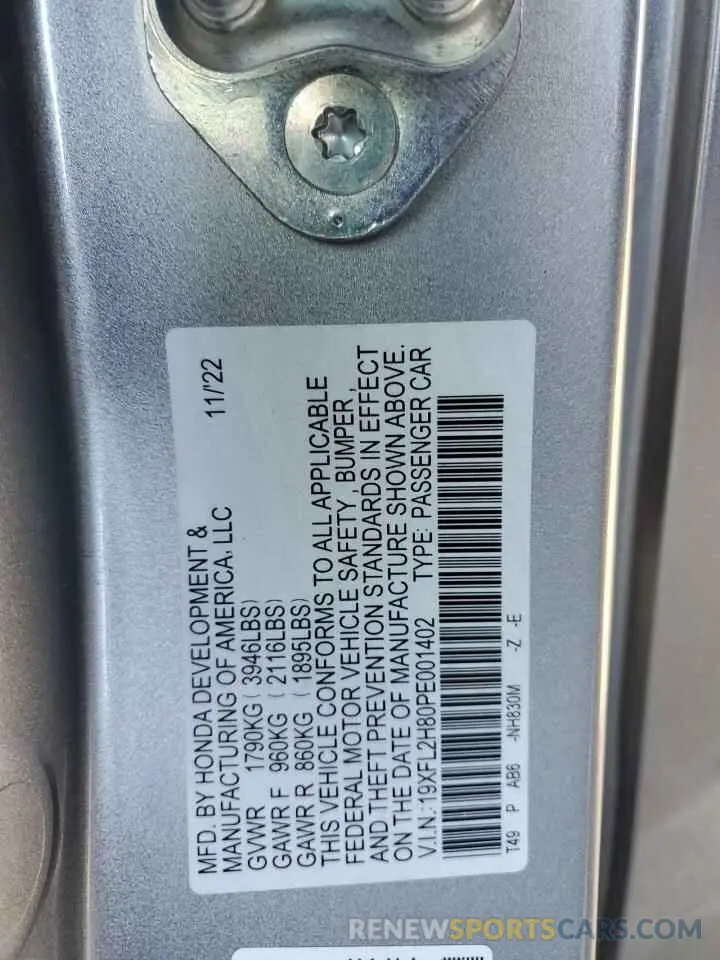 MFD. BY HONDA DEVELOPMENT &
MANUFACTURING OF AMERICA, LLC 11/'22
GVWR 1790KG (3946LBS)
GAWR F 960KG (2116LBS)
GAWR R 860KG (1895LBS)
THIS VEHICLE CONFORMS TO ALL APPLICABLE
FEDERAL MOTOR VEHICLE SAFETY, BUMPER,
AND THEFT PREVENTION STANDARDS IN EFFECT
ON THE DATE OF MANUFACTURE SHOWN ABOVE.
V.I.N.:19XFL2H80PE001402 TYPE: PASSENGER CAR
T49 P AB6 -NH830M -Z -E
RENEWSPORTSCARS.COM